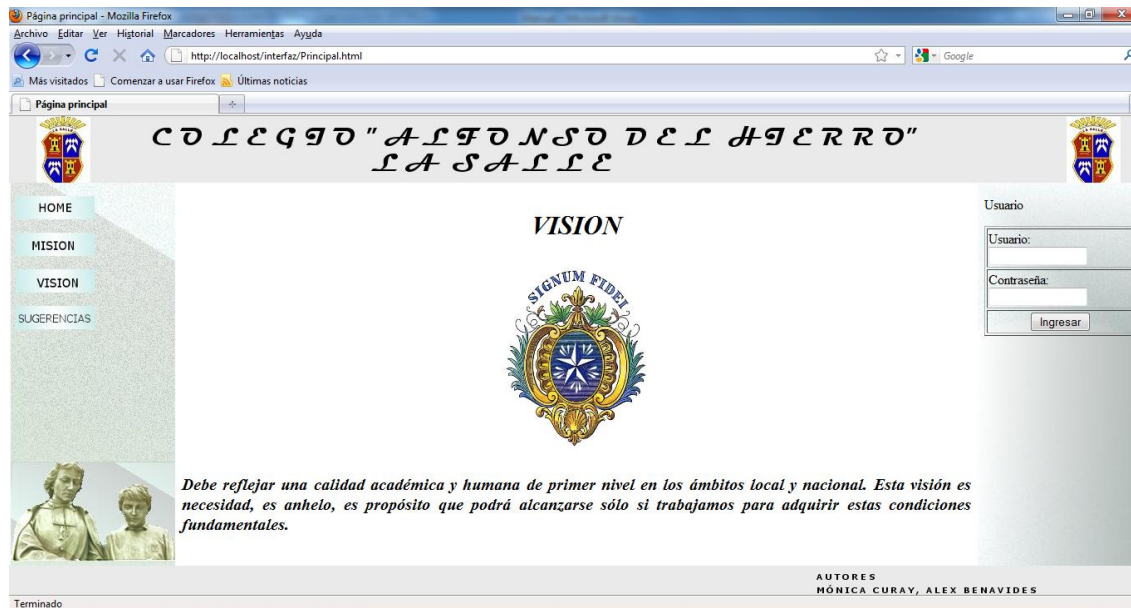 Página principal - Mozilla Firefox
Archivo Editar Ver Historial Marcadores Herramientas Ayuda
http://localhost/interfaz/Principal.html
Google
Más visitados Comenzar a usar Firefox Últimas noticias
Página principal
COLEGIO "ALFONSO DEL HIERRO"
LA SALLE
HOME
MISION
VISION
SUGERENCIAS
VISION
SIGNUM FIDEI
Debe reflejar una calidad académica y humana de primer nivel en los ámbitos local y nacional. Esta visión es
necesidad, es anhelo, es propósito que podrá alcanzarse sólo si trabajamos para adquirir estas condiciones
fundamentales.
Usuario
Usuario:
Contraseña:
Ingresar
AUTORES
MÓNICA CURAY, ALEX BENAVIDES
Terminado